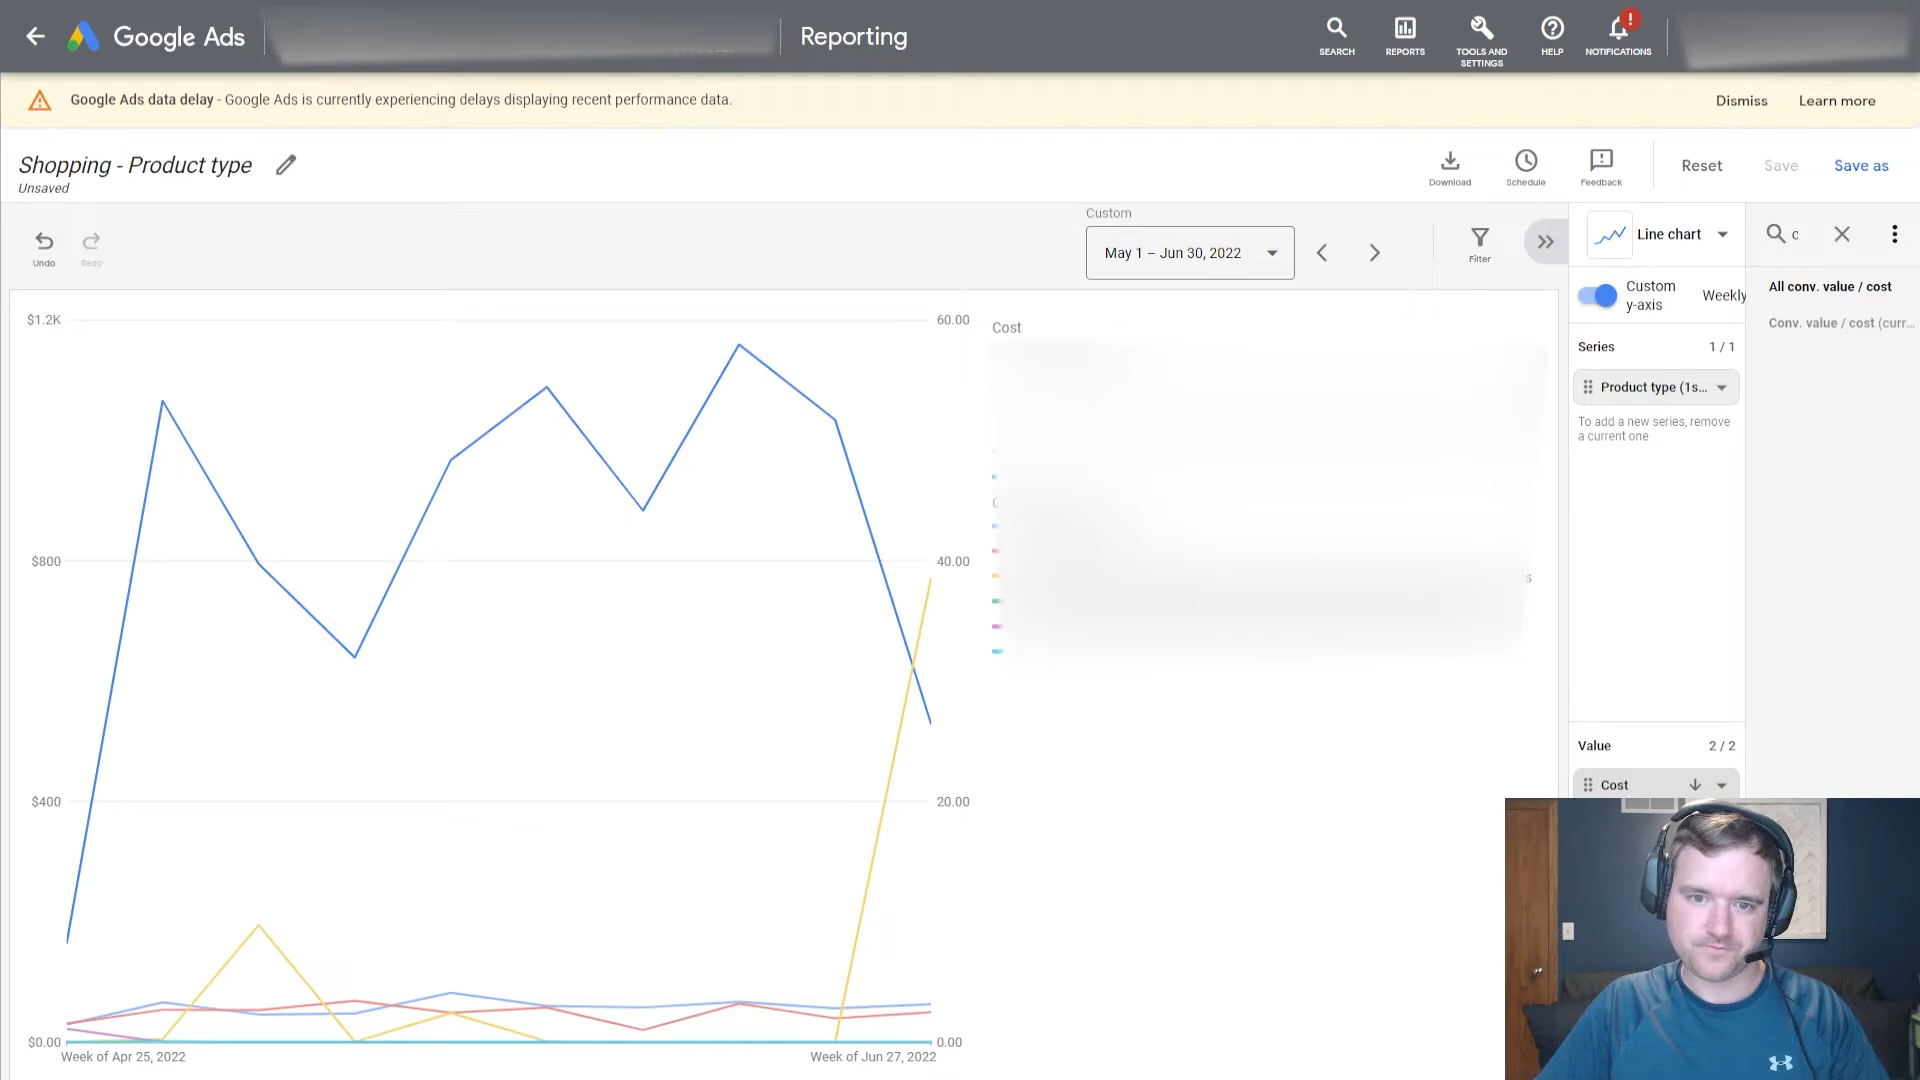 Google Ads
Reporting
SEARCH
REPORTS
TOOLS AND
SETTINGS
HELP
!
NOTIFICATIONS
Google Ads data delay - Google Ads is currently experiencing delays displaying recent performance data.
Dismiss
Learn more
Shopping - Product type
Unsaved
Download
Schedule
Feedback
Reset
Save
Save as
Undo
Redo
Custom
May 1 – Jun 30, 2022
Filter
Line chart
c
Custom
y-axis
Weekly
All conv. value / cost
Conv. value / cost (curr...
Series
1 / 1
Product type (1s...
To add a new series, remove
a current one
Value
2 / 2
Cost
$1.2K
$800
$400
$0.00
60.00
40.00
20.00
0.00
Week of Apr 25, 2022
Week of Jun 27, 2022
Cost
s